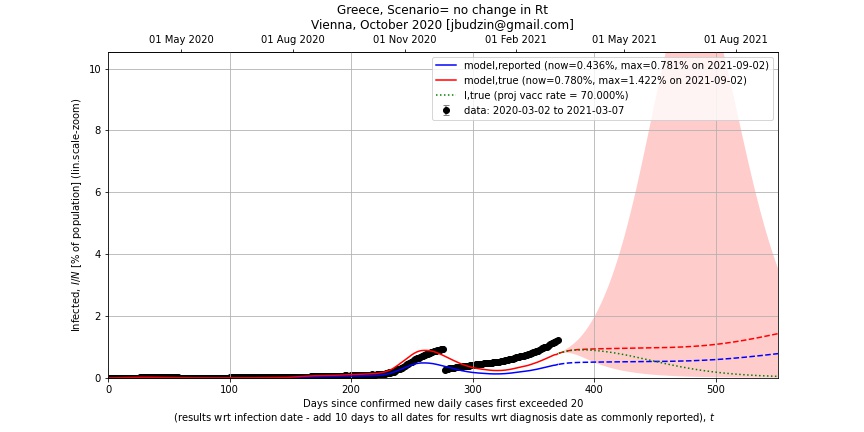 Greece, Scenario= no change in Rt
Vienna, October 2020 [jbudzin@gmail.com]
01 May 2020 01 Aug 2020 01 Nov 2020 01 Feb 2021 01 May 2021 01 Aug 2021
model,reported (now=0.436%, max=0.781% on 2021-09-02)
model,true (now=0.780%, max=1.422% on 2021-09-02)
I,true (proj vacc rate = 70.000%)
data: 2020-03-02 to 2021-03-07
Infected, I/N [% of population] (lin.scale-zoom)
10
8
6
4
2
0
0 100 200 300 400 500
Days since confirmed new daily cases exceeded 20
(results wrt infection date - add 10 days to all dates for results wrt diagnosis date as commonly reported), t